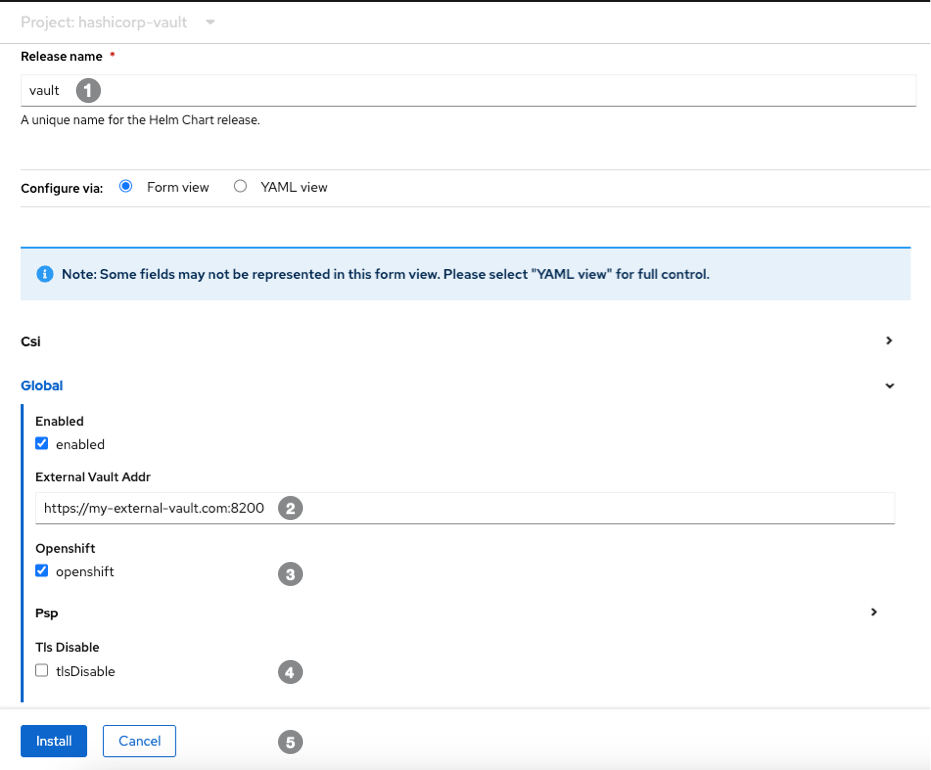 Project: hashicorp-vault
Release name *
vault 1
A unique name for the Helm Chart release.
Configure via: Form view YAML view
i Note: Some fields may not be represented in this form view. Please select "YAML view" for full control.
Csi
Global
Enabled
enabled
External Vault Addr
https://my-external-vault.com:8200 2
Openshift
openshift 3
Psp
Tls Disable
tlsDisable 4
Install Cancel 5